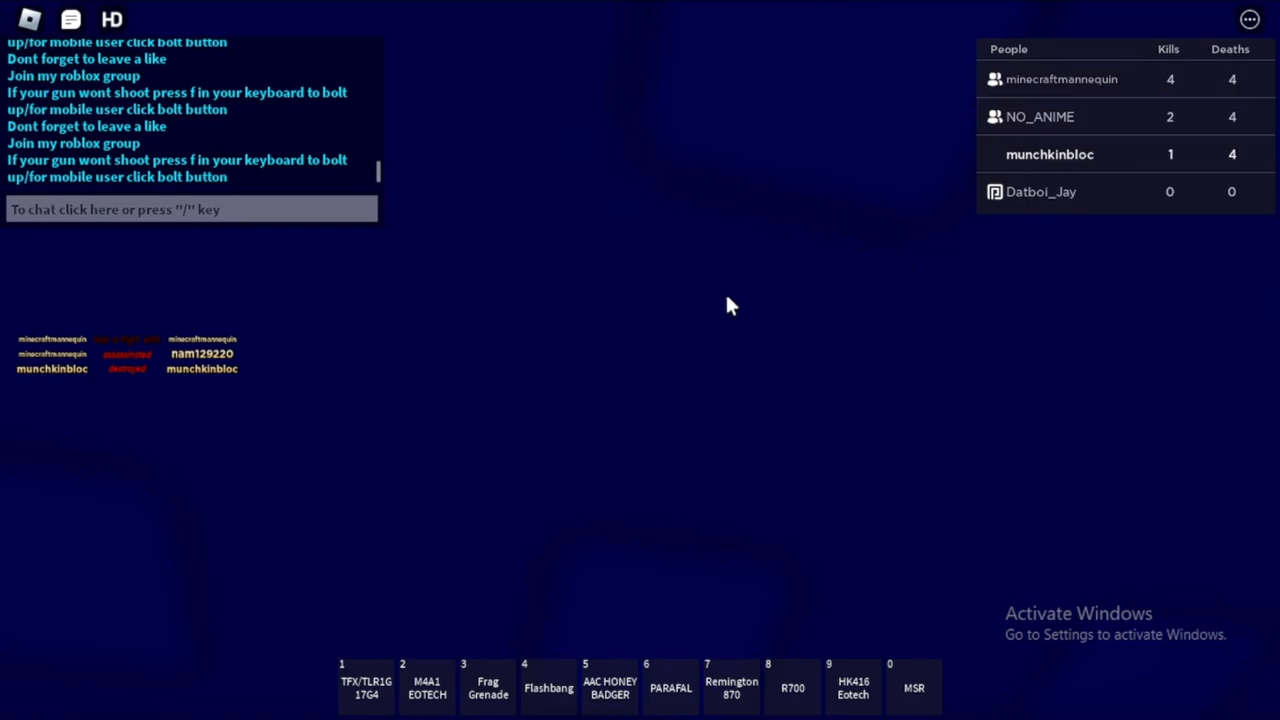 HD
up/for mobile user click bolt button
Dont forget to leave a like
Join my roblox group
If your gun wont shoot press f in your keyboard to bolt
up/for mobile user click bolt button
Dont forget to leave a like
Join my roblox group
If your gun wont shoot press f in your keyboard to bolt
up/for mobile user click bolt button
To chat click here or press "/" key
People Kills Deaths
minecraftmannequin 4 4
NO_ANIME 2 4
munchkinbloc 1 4
Datboi_Jay 0 0
minecraftmannequin minecraftmannequin
minecraftmannequin assassinated nam129220
munchkinbloc destroyed munchkinbloc
Activate Windows
Go to Settings to activate Windows.
1 2 3 4 5 6 7 8 9 0
TFX/TLR1G M4A1 Frag Flashbang AAC HONEY PARAFAL Remington R700 HK416 MSR
17G4 EOTECH Grenade BADGER 870 Eotech